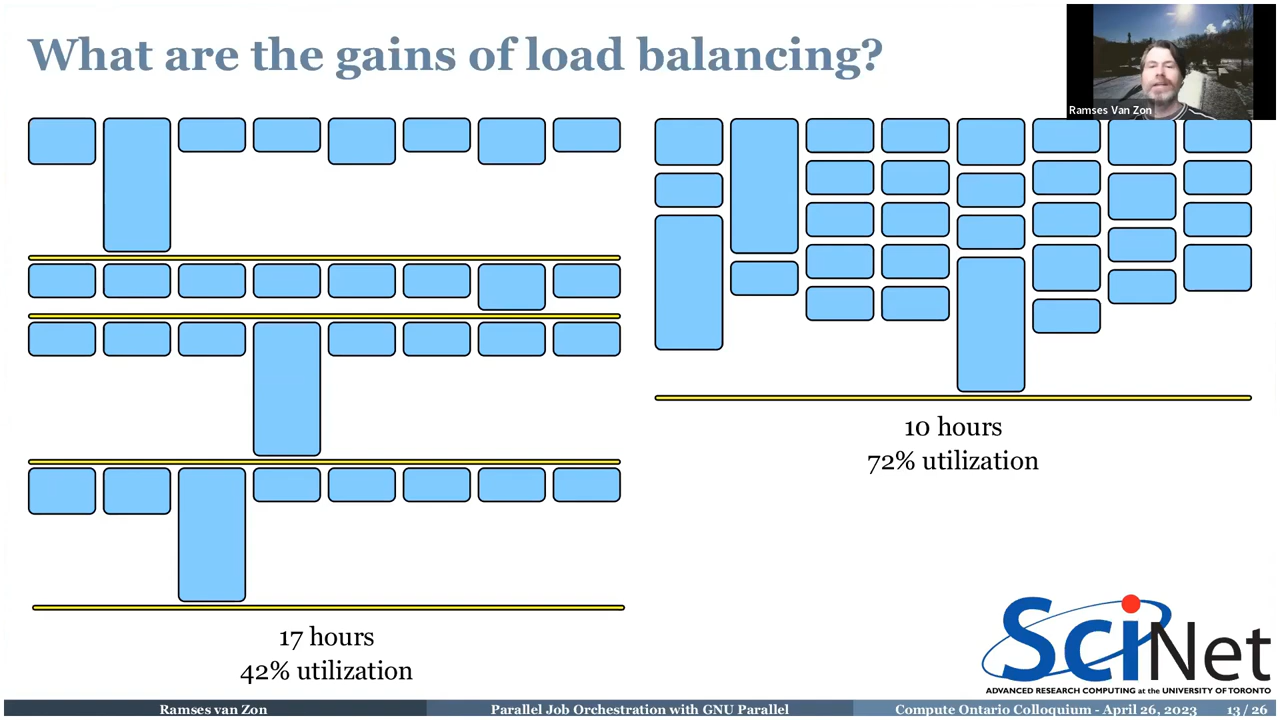 What are the gains of load balancing?
Ramses Van Zon
10 hours
72% utilization
17 hours
42% utilization
SciNet
ADVANCED RESEARCH COMPUTING at the UNIVERSITY OF TORONTO
Ramses van Zon
Parallel Job Orchestration with GNU Parallel
Compute Ontario Colloquium - April 26, 2023
13 / 26